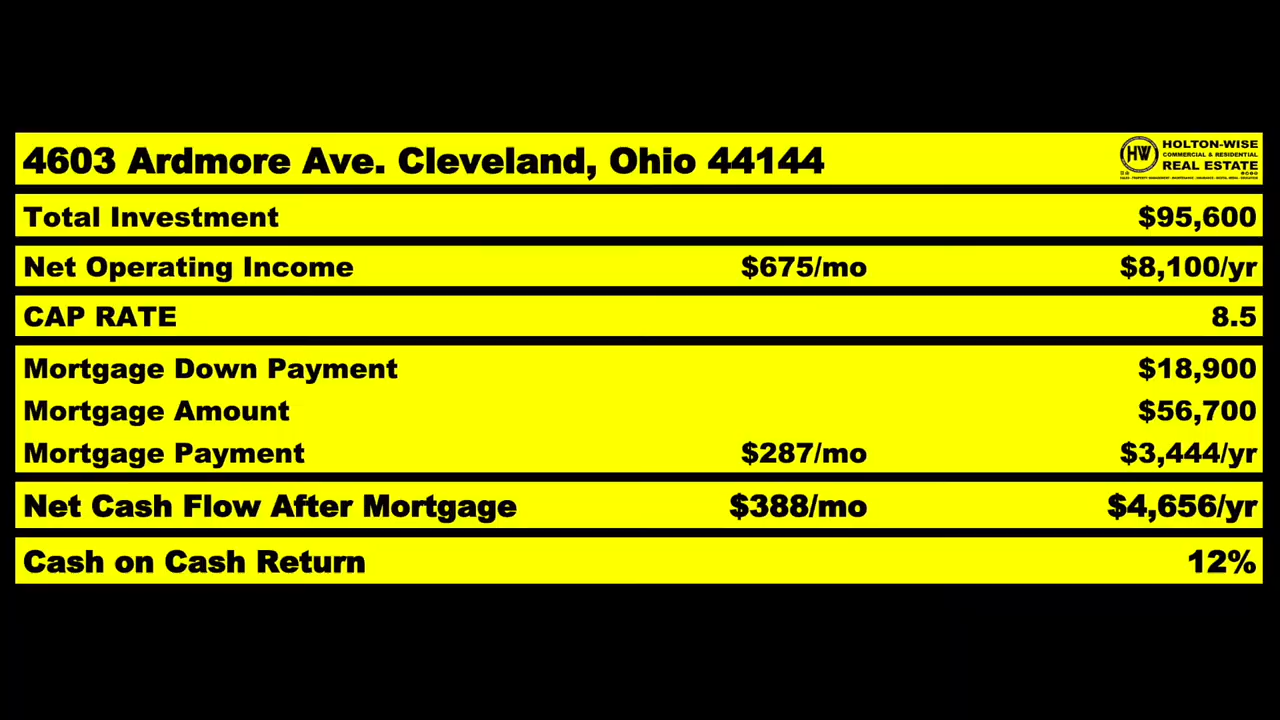 4603 Ardmore Ave. Cleveland, Ohio 44144
HW
HOLTON-WISE
COMMERCIAL & RESIDENTIAL
REAL ESTATE
Total Investment $95,600
Net Operating Income $675/mo $8,100/yr
CAP RATE 8.5
Mortgage Down Payment $18,900
Mortgage Amount $56,700
Mortgage Payment $287/mo $3,444/yr
Net Cash Flow After Mortgage $388/mo $4,656/yr
Cash on Cash Return 12%